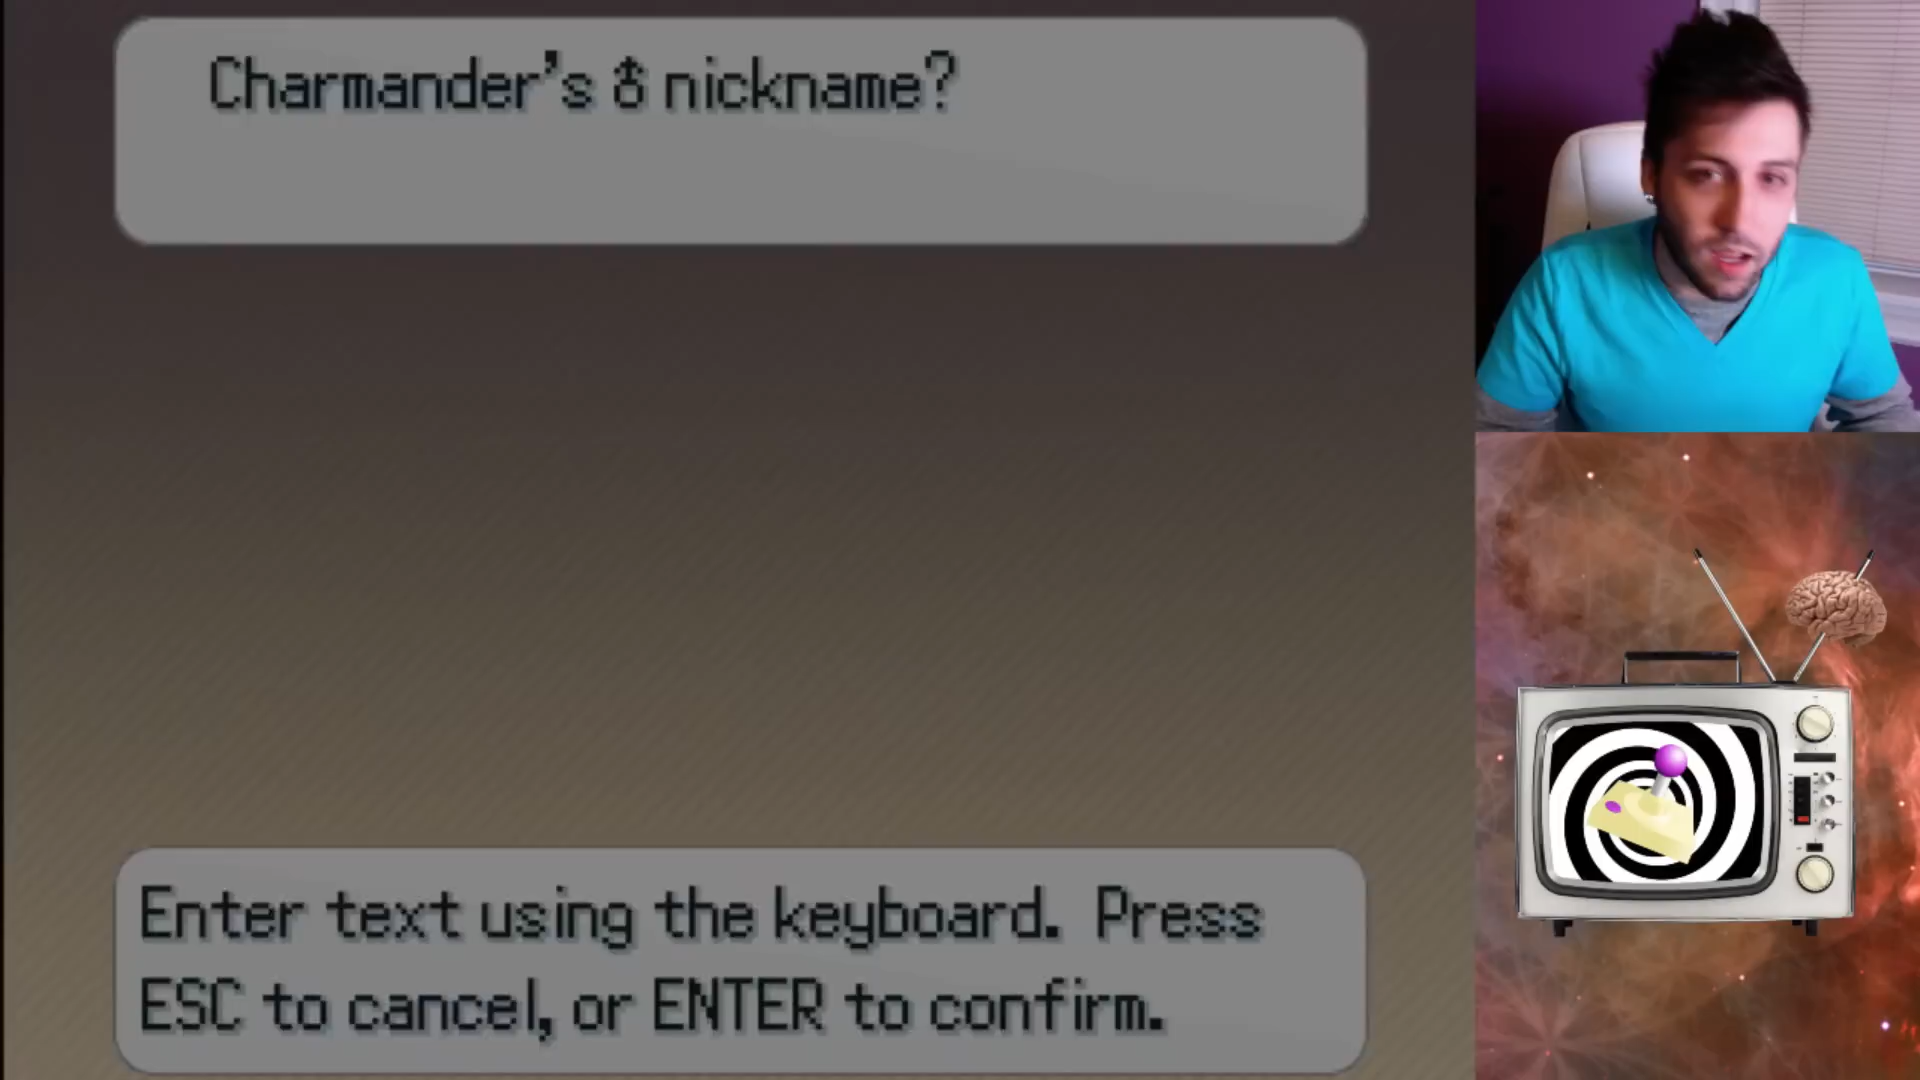 Charmander's ♂ nickname?
Enter text using the keyboard. Press
ESC to cancel, or ENTER to confirm.